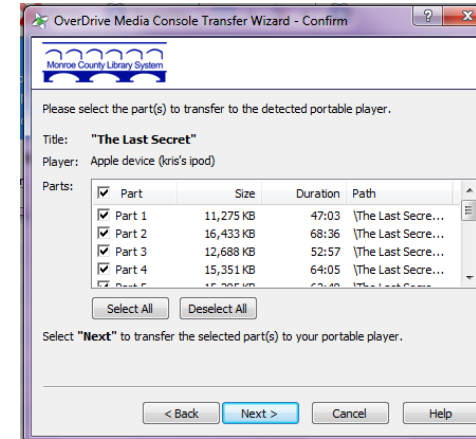 OverDrive Media Console Transfer Wizard - Confirm
Monroe County Library System
Please select the part(s) to transfer to the detected portable player.
Title: "The Last Secret"
Player: Apple device (kris's ipod)
Parts:
Part Size Duration Path
Part 1 11,275 KB 47:03 \The Last Secre...
Part 2 16,433 KB 68:36 \The Last Secre...
Part 3 12,688 KB 52:57 \The Last Secre...
Part 4 15,351 KB 64:05 \The Last Secre...
Select All Deselect All
Select "Next" to transfer the selected part(s) to your portable player.
< Back Next > Cancel Help